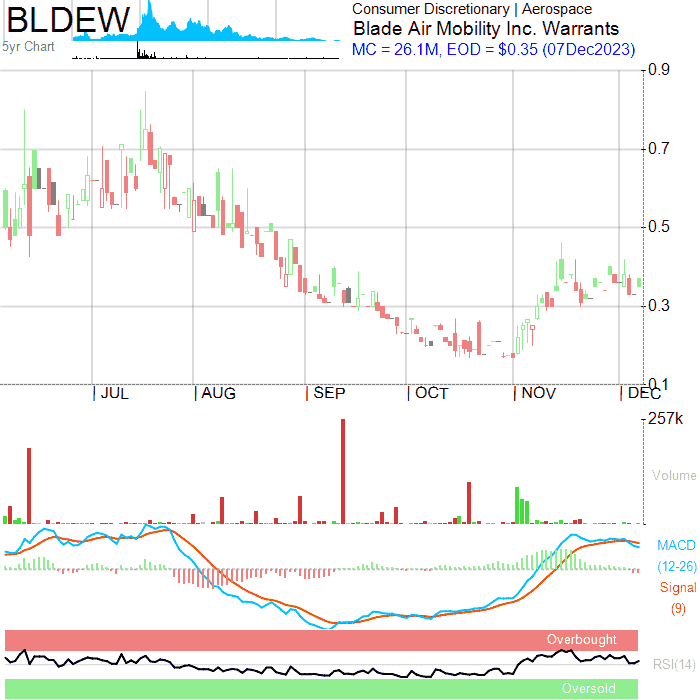 BLDEW
5yr Chart
Consumer Discretionary | Aerospace
Blade Air Mobility Inc. Warrants
MC = 26.1M, EOD = $0.35 (07Dec2023)
0.9
0.7
0.5
0.3
0.1
JUL
AUG
SEP
OCT
NOV
DEC
257k
Volume
MACD
(12-26)
Signal
(9)
Overbought
RSI(14)
Oversold